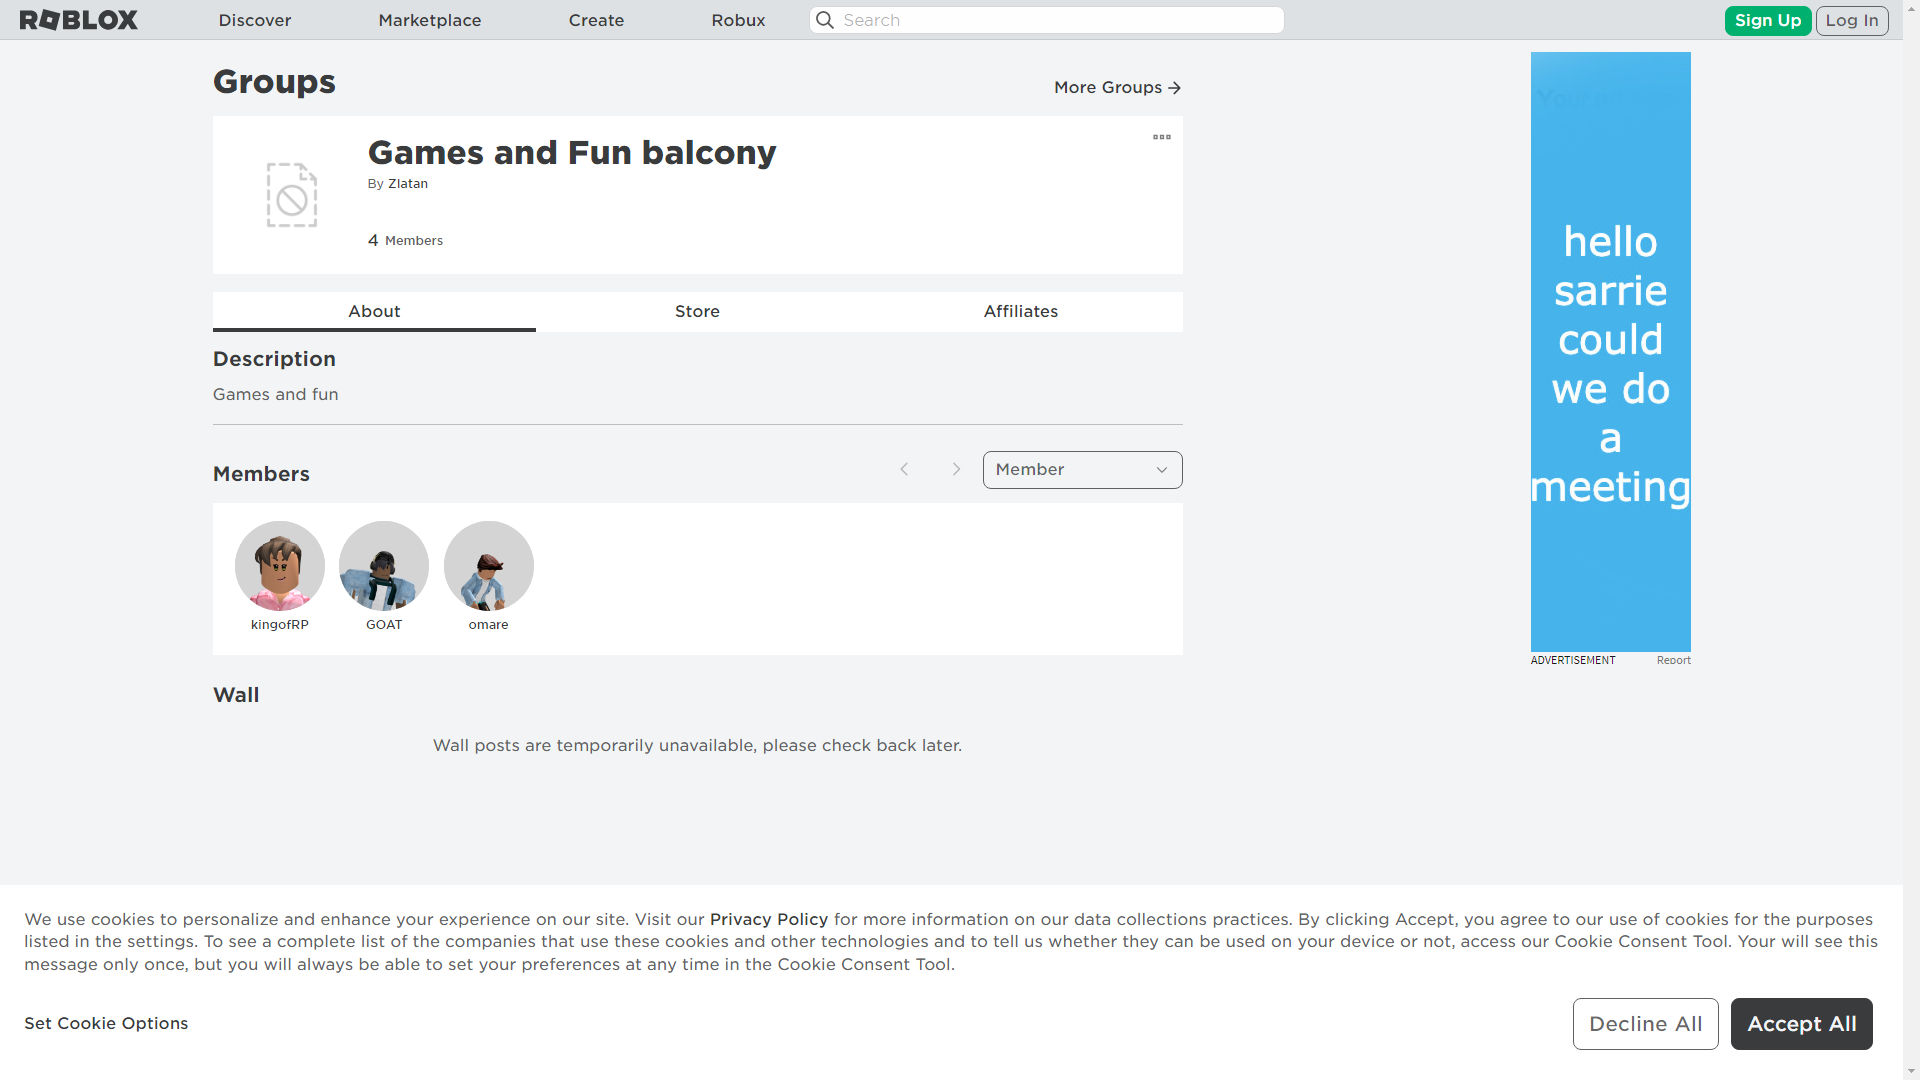 ROBLOX
Discover
Marketplace
Create
Robux
Search
Sign Up
Log In
Groups
More Groups
Games and Fun balcony
By Zlatan
4 Members
About
Store
Affiliates
Description
Games and fun
Members
Member
kingofRP
GOAT
omare
Wall
Wall posts are temporarily unavailable, please check back later.
hello
sarrie
could
we do
a
meeting
ADVERTISEMENT
Report
We use cookies to personalize and enhance your experience on our site. Visit our Privacy Policy for more information on our data collections practices. By clicking Accept, you agree to our use of cookies for the purposes
listed in the settings. To see a complete list of the companies that use these cookies and other technologies and to tell us whether they can be used on your device or not, access our Cookie Consent Tool. Your will see this
message only once, but you will always be able to set your preferences at any time in the Cookie Consent Tool.
Set Cookie Options
Decline All
Accept All